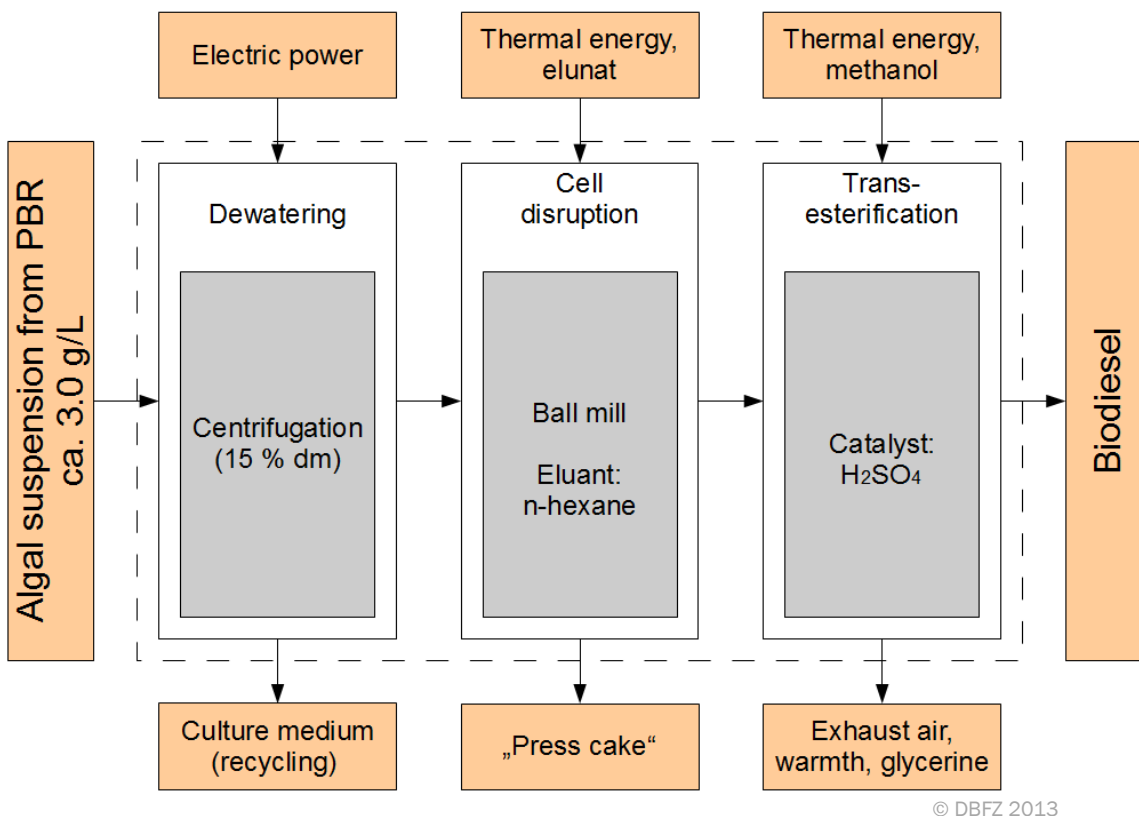 Electric power
Thermal energy,
elunat
Thermal energy,
methanol
Algal suspension from PBR
ca. 3.0 g/L
Dewatering
Centrifugation
(15 % dm)
Cell
disruption
Ball mill
Eluant:
n-hexane
Trans-
esterification
Catalyst:
H₂SO₄
Biodiesel
Culture medium
(recycling)
„Press cake“
Exhaust air,
warmth, glycerine
© DBFZ 2013